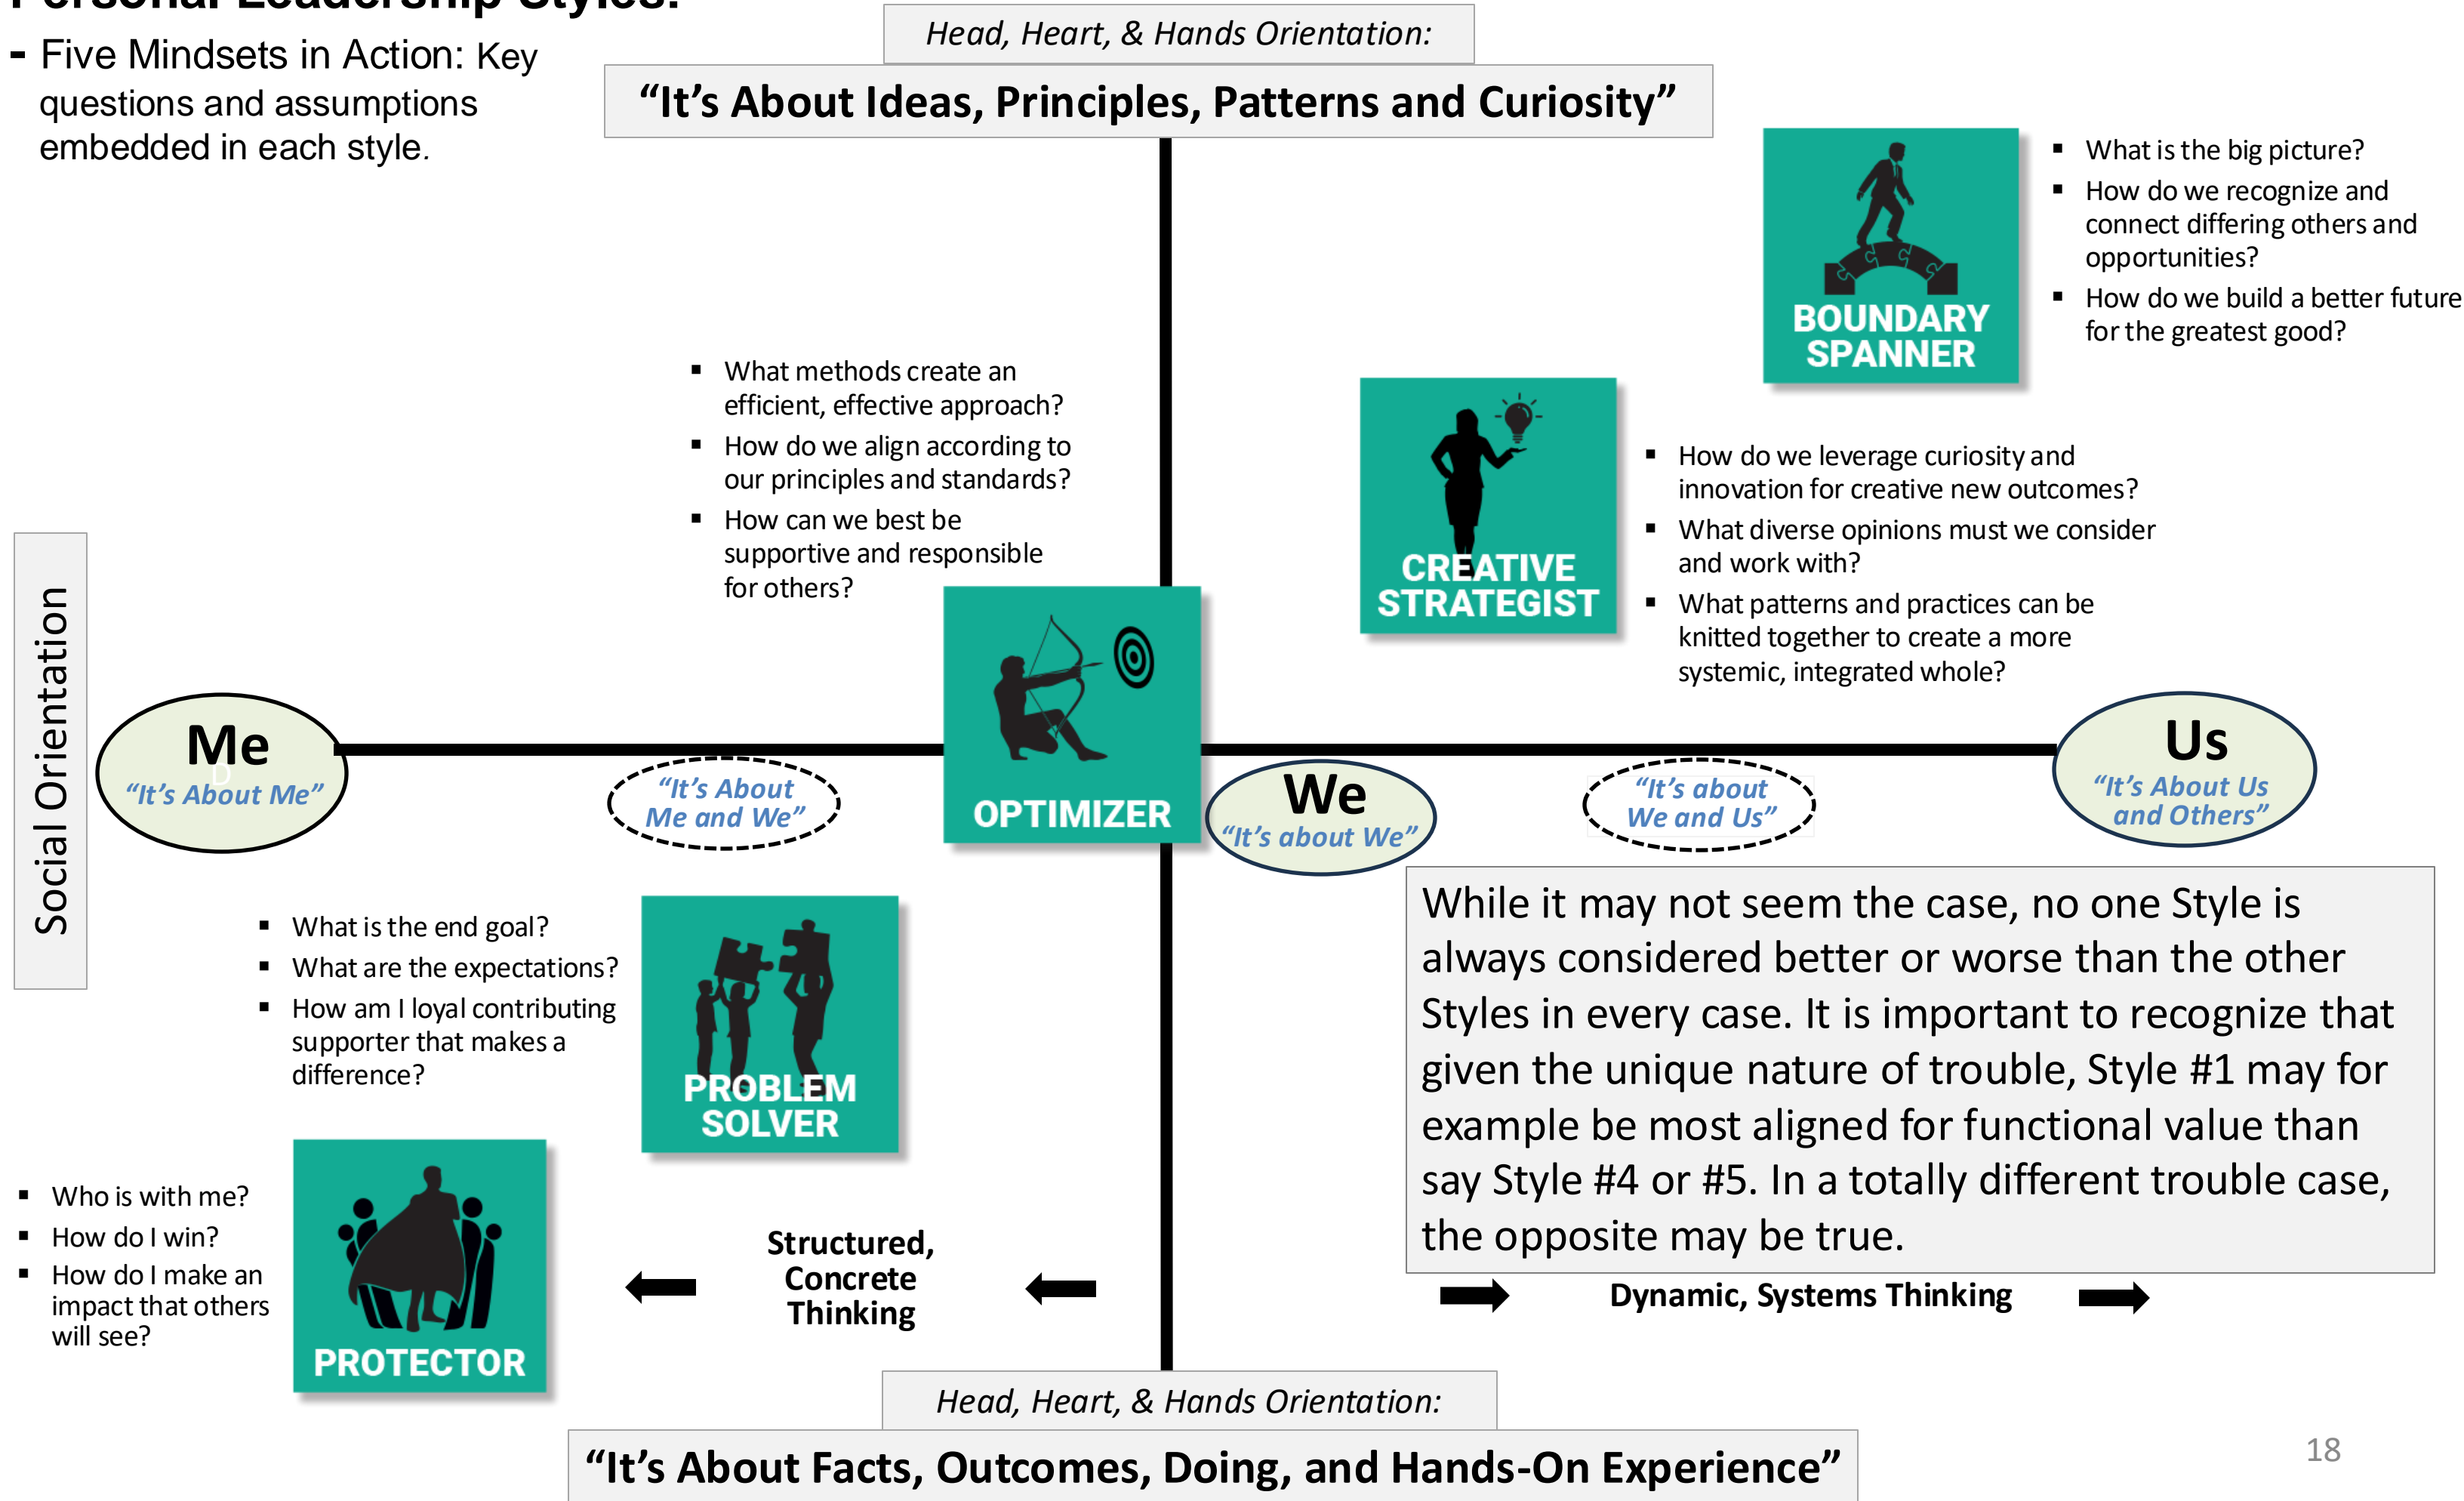 Personal Leadership Styles:
- Five Mindsets in Action: Key
questions and assumptions
embedded in each style.
Head, Heart, & Hands Orientation:
“It’s About Ideas, Principles, Patterns and Curiosity”
BOUNDARY
SPANNER
▪ What is the big picture?
▪ How do we recognize and
connect differing others and
opportunities?
▪ How do we build a better future
for the greatest good?
▪ What methods create an
efficient, effective approach?
▪ How do we align according to
our principles and standards?
▪ How can we best be
supportive and responsible
for others?
CREATIVE
STRATEGIST
▪ How do we leverage curiosity and
innovation for creative new outcomes?
▪ What diverse opinions must we consider
and work with?
▪ What patterns and practices can be
knitted together to create a more
systemic, integrated whole?
OPTIMIZER
Social Orientation
Me
D
“It’s About Me”
“It’s About
Me and We”
We
“It’s about We”
“It’s about
We and Us”
Us
“It’s About Us
and Others”
▪ What is the end goal?
▪ What are the expectations?
▪ How am I loyal contributing
supporter that makes a
difference?
PROBLEM
SOLVER
While it may not seem the case, no one Style is
always considered better or worse than the other
Styles in every case. It is important to recognize that
given the unique nature of trouble, Style #1 may for
example be most aligned for functional value than
say Style #4 or #5. In a totally different trouble case,
the opposite may be true.
▪ Who is with me?
▪ How do I win?
▪ How do I make an
impact that others
will see?
PROTECTOR
Structured,
Concrete
Thinking
Dynamic, Systems Thinking
Head, Heart, & Hands Orientation:
“It’s About Facts, Outcomes, Doing, and Hands-On Experience”
18